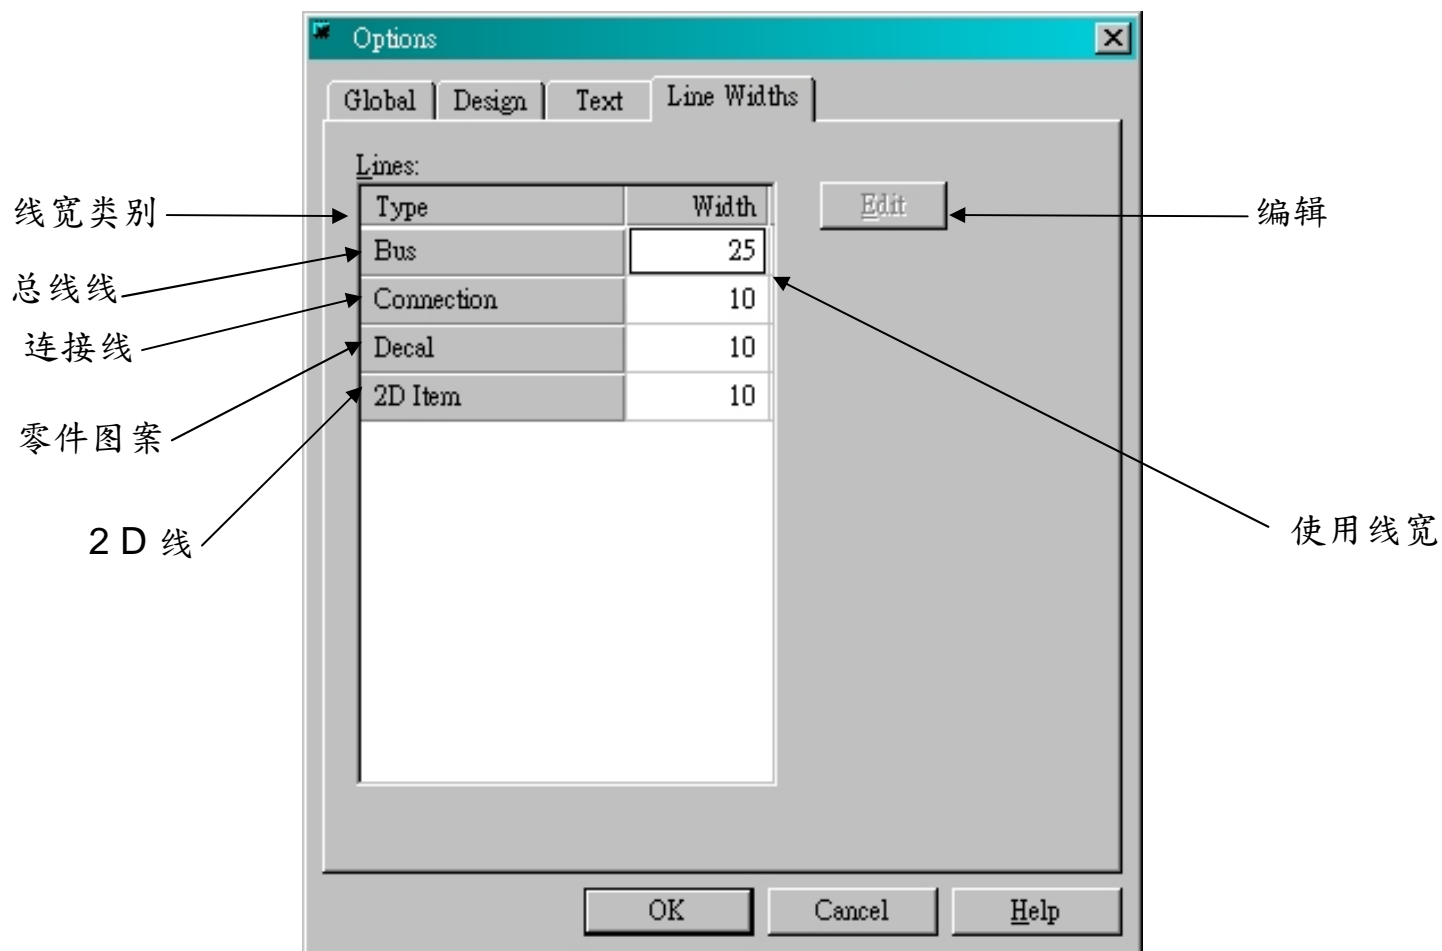 Options
Global Design Text Line Widths
Lines:
线宽类别 Type Width Edit 编辑
Bus 25
总线线
Connection 10
连接线
Decal 10
2D Item 10
零件图案
2 D 线
使用线宽
OK Cancel Help